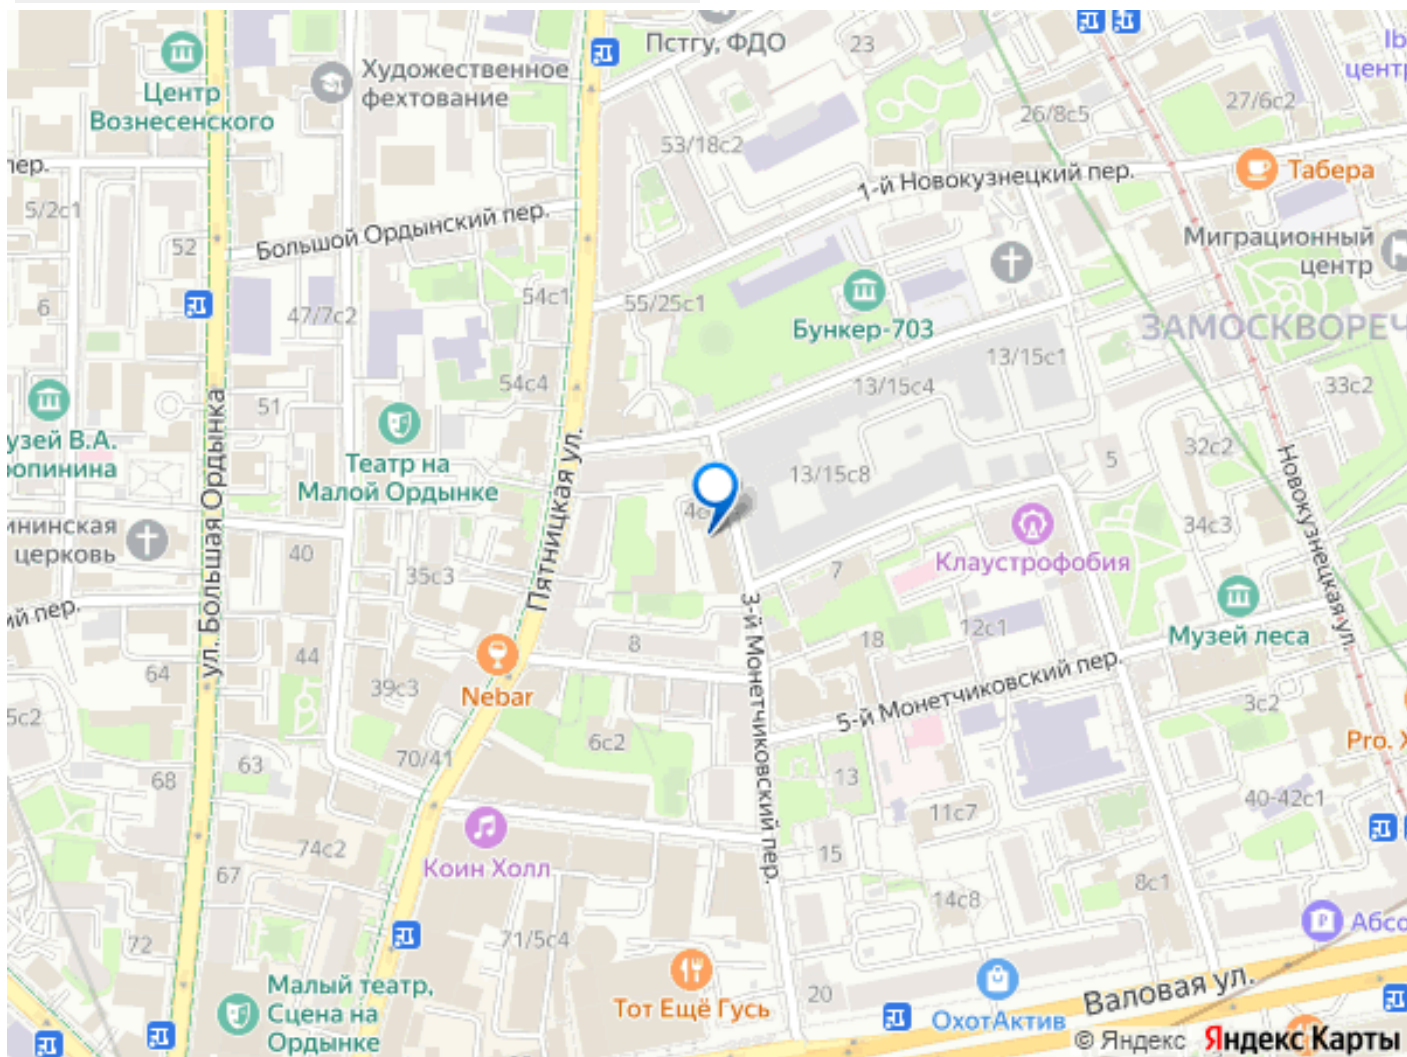 Пстгу, ФДО
23
Центр
Вознесенского
Художественное
фехтование
26/8с5
27/6с2
53/18с2
пер.
1-й Новокузнецкий пер.
Табера
5/2с1
52
Большой Ордынский пер.
Миграционный
центр
6
47/7с2
54с1
55/25с1
Бункер-703
13/15с1
54с4
13/15с4
33с2
51
ул. Большая Ордынка
Театр на
Малой Ордынке
Пятницкая ул.
13/15с8
5
32с2
Новокузнецкая ул.
церковь
40
35с3
34с3
Клаустрофобия
7
3-й Монетчиковский пер.
12с1
18
Музей леса
8
44
64
39с3
Nebar
5-й Монетчиковский пер.
3с2
5с2
6с2
Pro.
70/41
63
68
13
11с7
40-42с1
Коин Холл
74с2
67
15
8с1
14с8
72
71/5с4
Малый театр,
Сцена на
Ордынке
Тот Ещё Гусь
20
ОхотАктив
Валовая ул.
© Яндекс Яндекс Карты